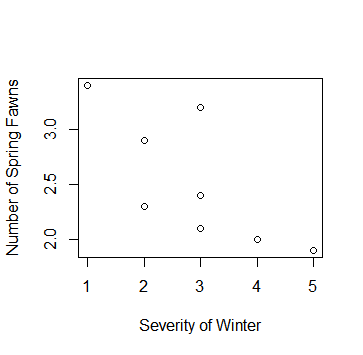 Number of Spring Fawns
3.0
2.5
2.0
1 2 3 4 5
Severity of Winter